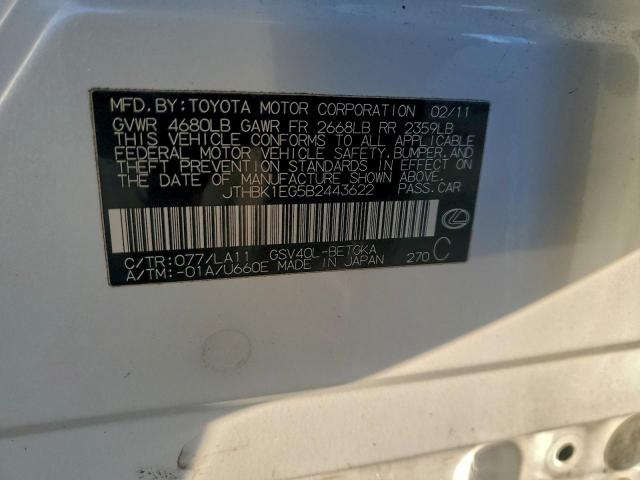 MFD.BY:TOYOTA MOTOR CORPORATION 02/11
GVWR 4680LB GAWR FR 2668LB RR 2359LB
THIS VEHICLE CONFORMS TO ALL APPLICABLE
FEDERAL MOTOR VEHICLE SAFETY, BUMPER, AND
THEFT PREVENTION STANDARDS IN EFFECT ON
THE DATE OF MANUFACTURE SHOWN ABOVE.
JTHBK1EG5B2443622 PASS.CAR
C/TR:077/LA11 GSV40L-BETGKA
A/TM:-01A/U660E MADE IN JAPAN 270 C